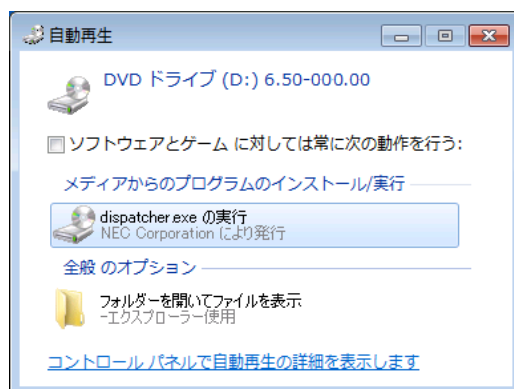 自動再生
DVD ドライブ (D:) 6.50-000.00
ソフトウェアとゲーム に対しては常に次の動作を行う:
メディアからのプログラムのインストール/実行
dispatcher.exe の実行
NEC Corporation により発行
全般 のオプション
フォルダーを開いてファイルを表示
-エクスプローラー使用
コントロール パネルで自動再生の詳細を表示します